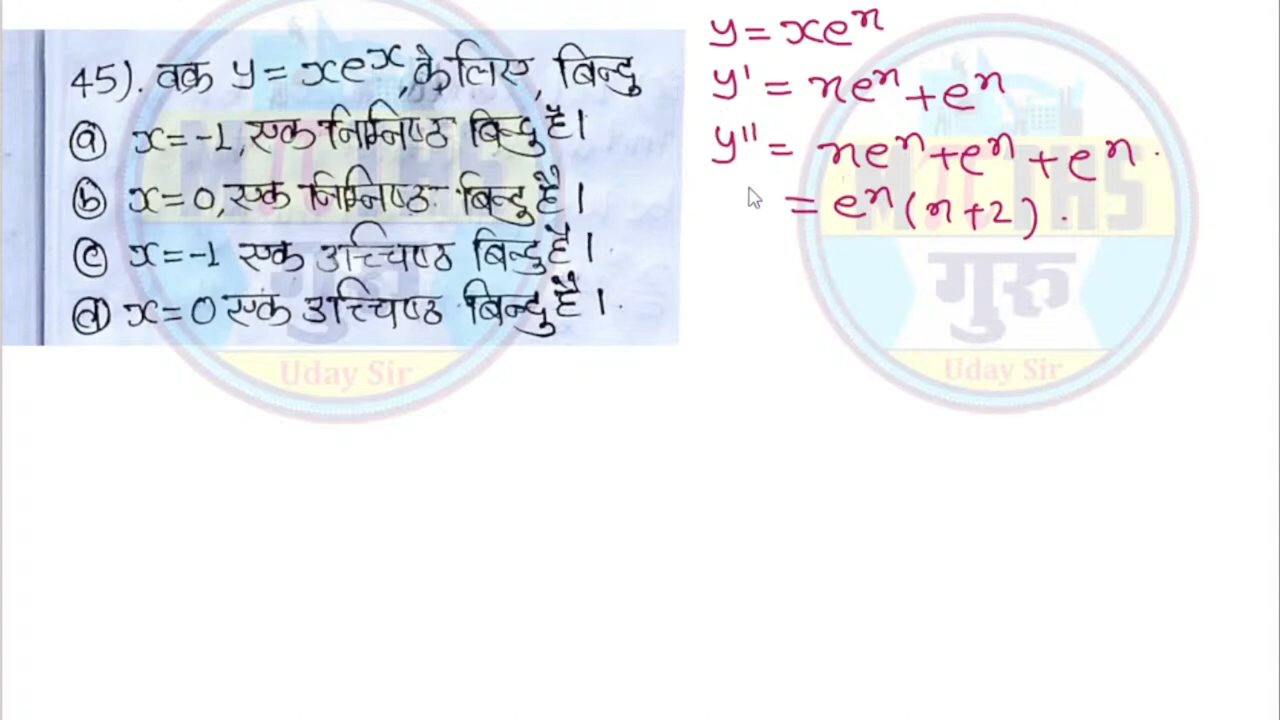 45). वक्र y = xe^x, के लिए, बिन्दु
ⓐ x = -1, एक निम्निष्ठ बिन्दु है।
ⓑ x = 0, एक निम्निष्ठ बिन्दु है।
ⓒ x = -1 एक उच्चिष्ठ बिन्दु है।
ⓓ x = 0 एक उच्चिष्ठ बिन्दु है।
y = xe^x
y' = xe^x + e^x
y'' = xe^x + e^x + e^x.
= e^x (x+2).
MATHS
गुरु
Uday Sir
गुरु
Uday Sir